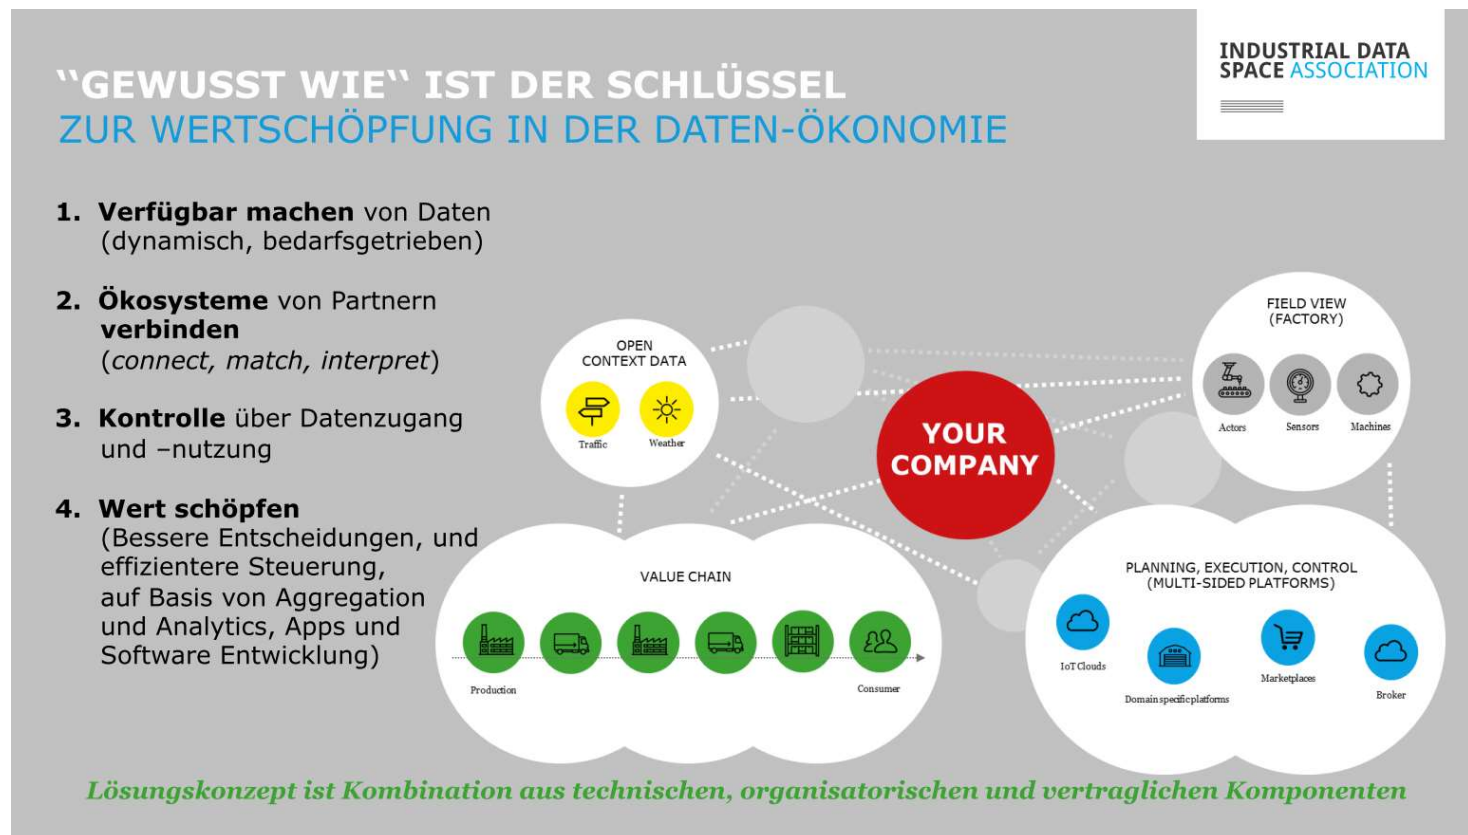 �“GEWUSST WIE“ IST DER SCHLÜSSEL
ZUR WERTSCHÖPFUNG IN DER DATEN-ÖKONOMIE
INDUSTRIAL DATA
SPACE ASSOCIATION
1. Verfügbar machen von Daten
(dynamisch, bedarfsgetrieben)
2. Ökosysteme von Partnern
verbinden
(connect, match, interpret)
3. Kontrolle über Datenzugang
und –nutzung
4. Wert schöpfen
(Bessere Entscheidungen, und
effizientere Steuerung,
auf Basis von Aggregation
und Analytics, Apps und
Software Entwicklung)
OPEN
CONTEXT DATA
Traffic
Weather
YOUR
COMPANY
FIELD VIEW
(FACTORY)
Actors
Sensors
Machines
VALUE CHAIN
Production
Consumer
PLANNING, EXECUTION, CONTROL
(MULTI-SIDED PLATFORMS)
IoT Clouds
Domain specific platforms
Marketplaces
Broker
Lösungskonzept ist Kombination aus technischen, organisatorischen und vertraglichen Komponenten